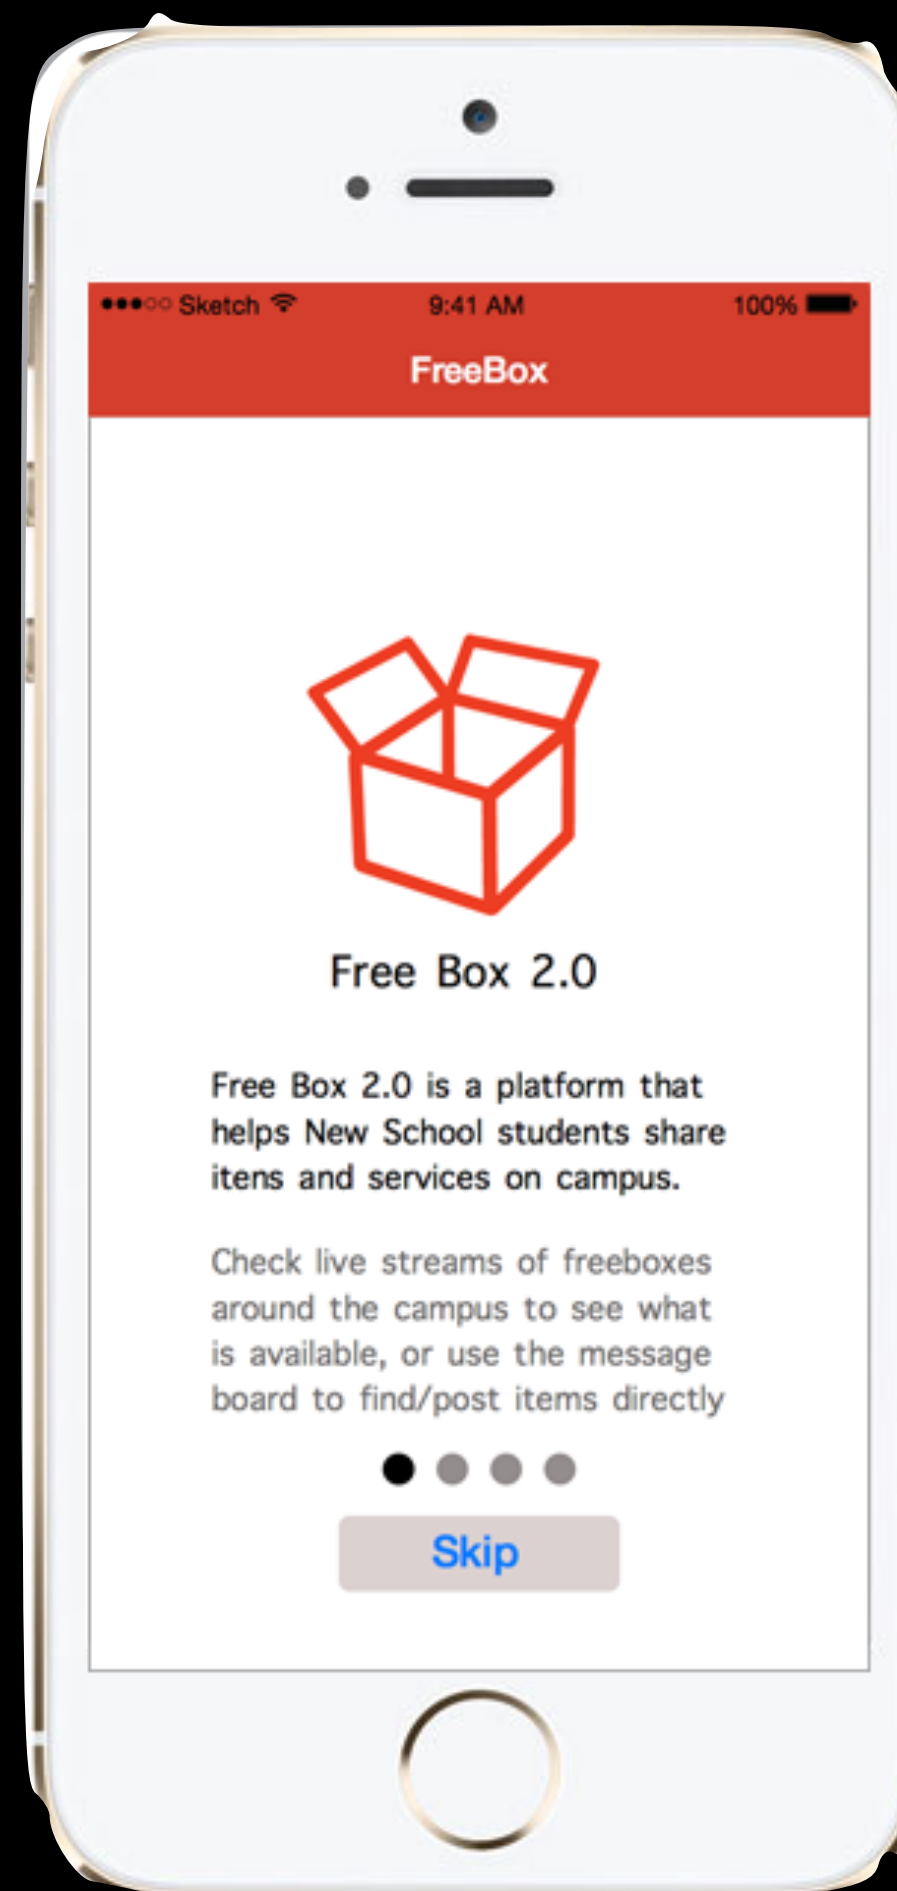 Sketch 9:41 AM 100%
FreeBox
Free Box 2.0
Free Box 2.0 is a platform that
helps New School students share
itens and services on campus.
Check live streams of freeboxes
around the campus to see what
is available, or use the message
board to find/post items directly
Skip